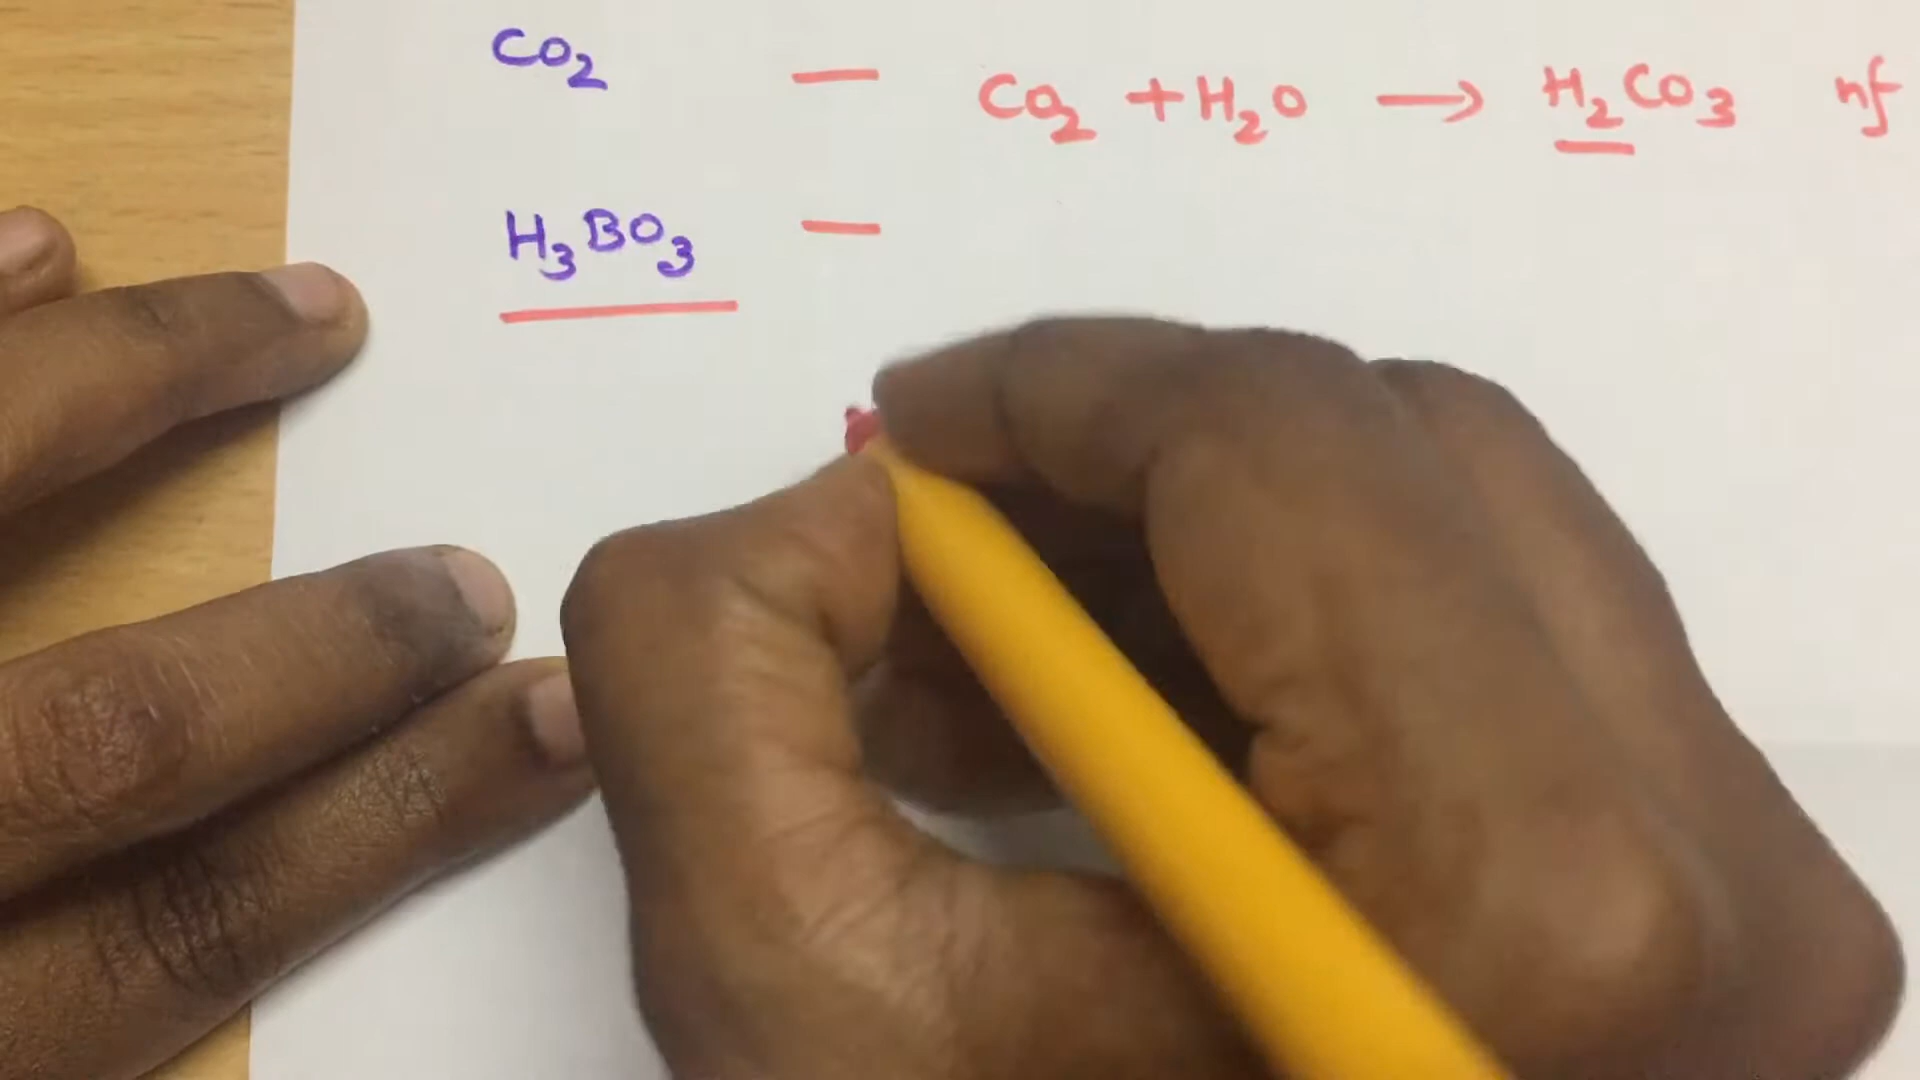 CO2 — CO2 + H2O → H2CO3 nf
H3BO3 —